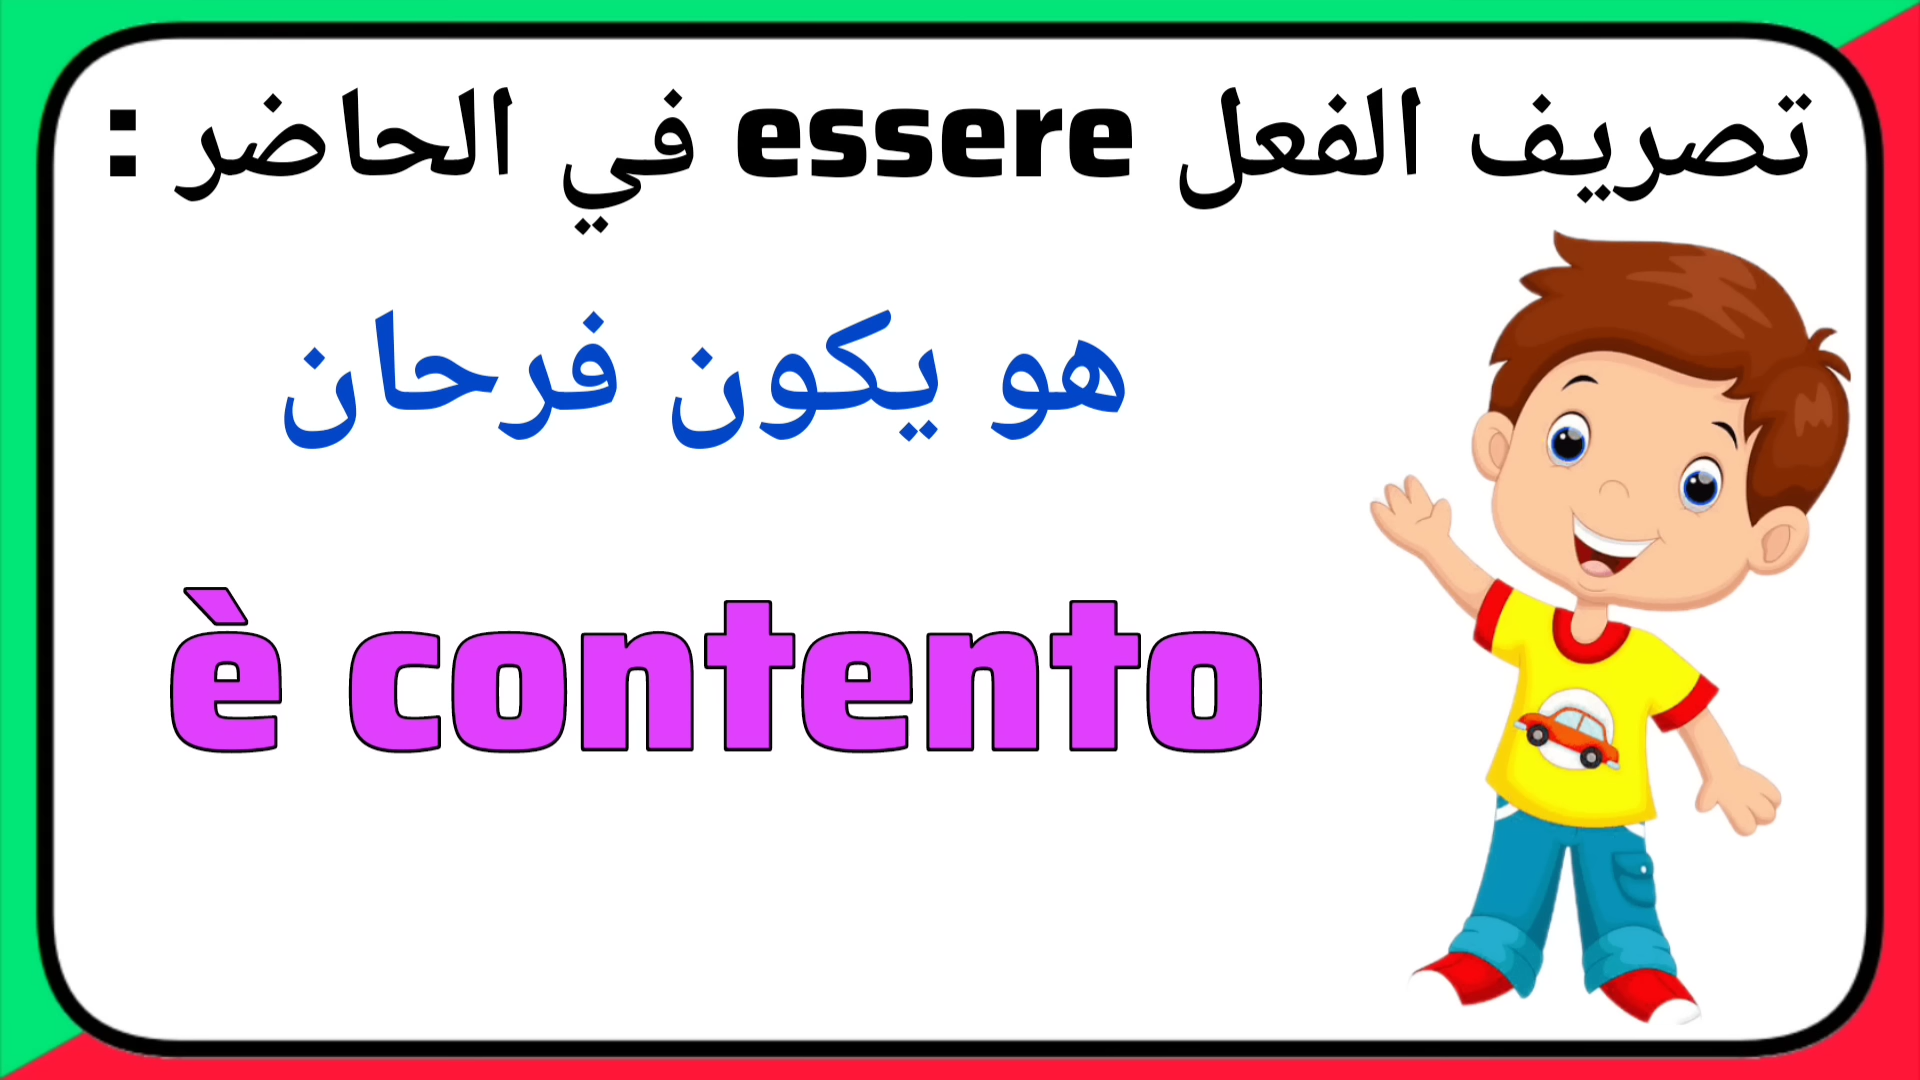 تصريف الفعل essere في الحاضر :
هو يكون فرحان
è contento